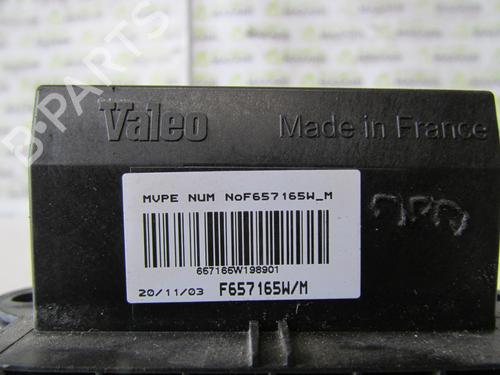 Valeo
Made in France
MVPE NUM NoF657165W_M
657165W198901
20/11/03 F657165W/M
B-PARTS